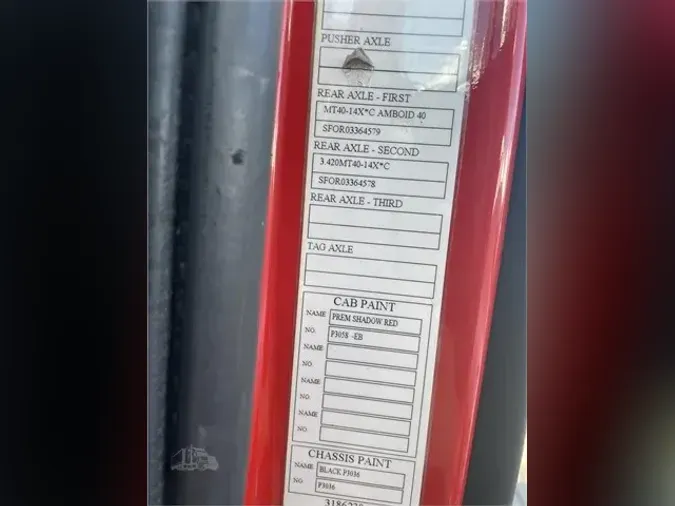 PUSHER AXLE
REAR AXLE - FIRST
MT40-14X*C AMBOID 40
SFOR03364579
REAR AXLE - SECOND
3.420MT40-14X*C
SFOR03364578
REAR AXLE - THIRD
TAG AXLE
CAB PAINT
NAME PREM SHADOW RED
NO. P3058 -EB
NAME
NO.
NAME
NO.
NAME
NO.
CHASSIS PAINT
NAME BLACK P3036
NO. P3036